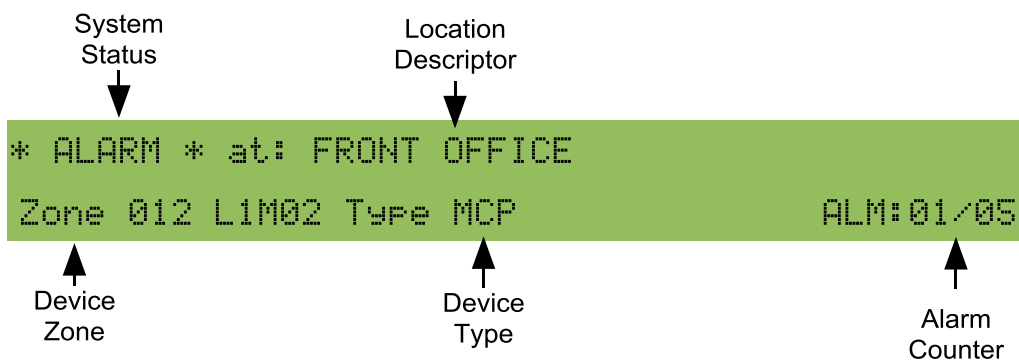 System
Status
Location
Descriptor
* ALARM * at: FRONT OFFICE
Zone 012 L1M02 Type MCP ALM:01/05
Device
Zone
Device
Type
Alarm
Counter